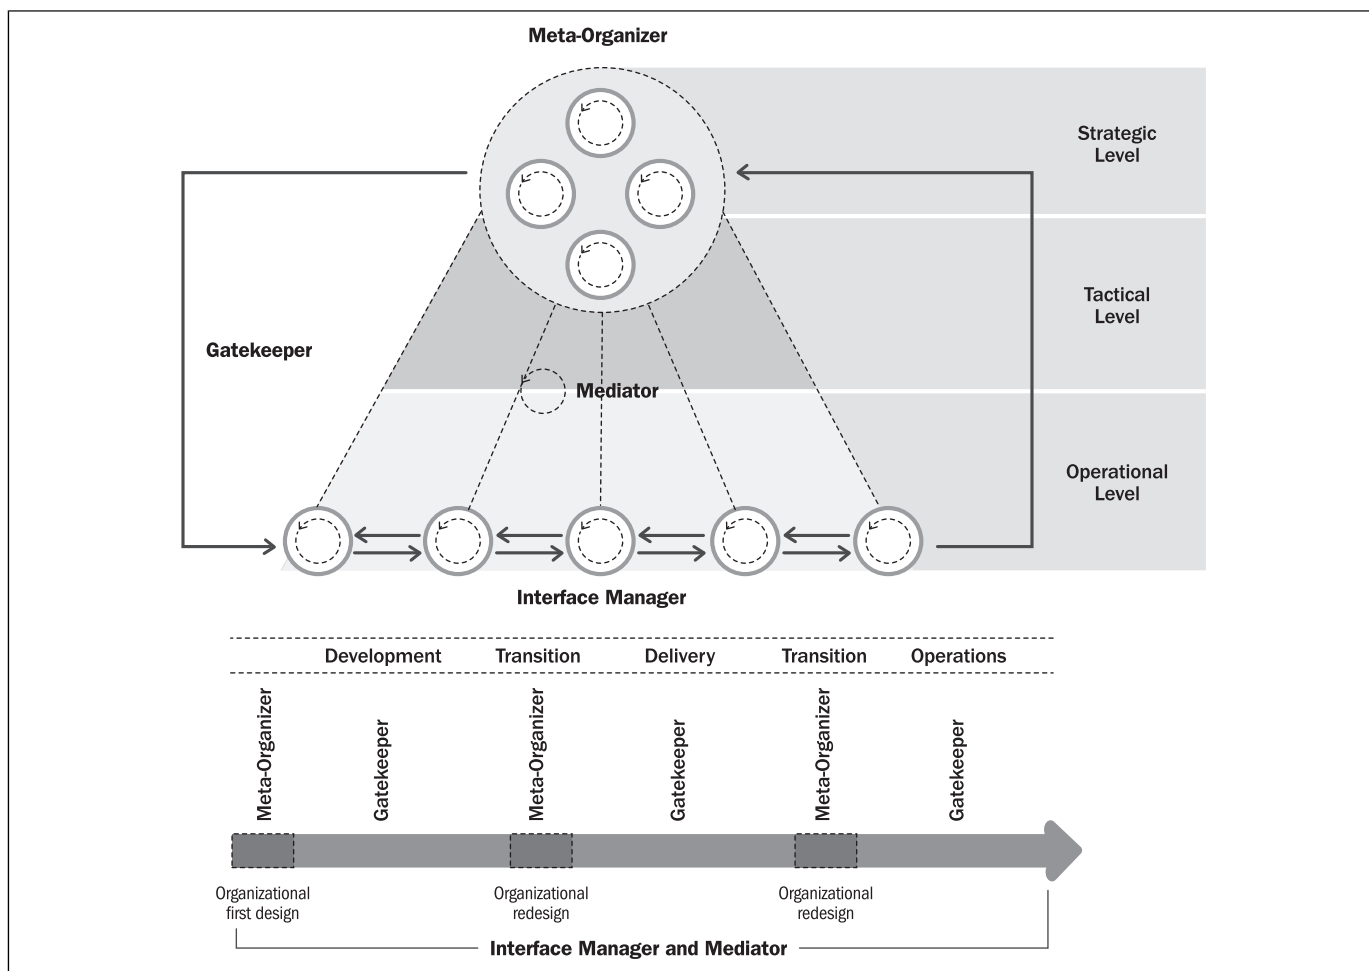 Meta-Organizer
Strategic
Level
Tactical
Level
Gatekeeper
Mediator
Operational
Level
Interface Manager
Development Transition Delivery Transition Operations
Meta-Organizer
Gatekeeper
Meta-Organizer
Gatekeeper
Meta-Organizer
Gatekeeper
Organizational
first design
Organizational
redesign
Organizational
redesign
Interface Manager and Mediator